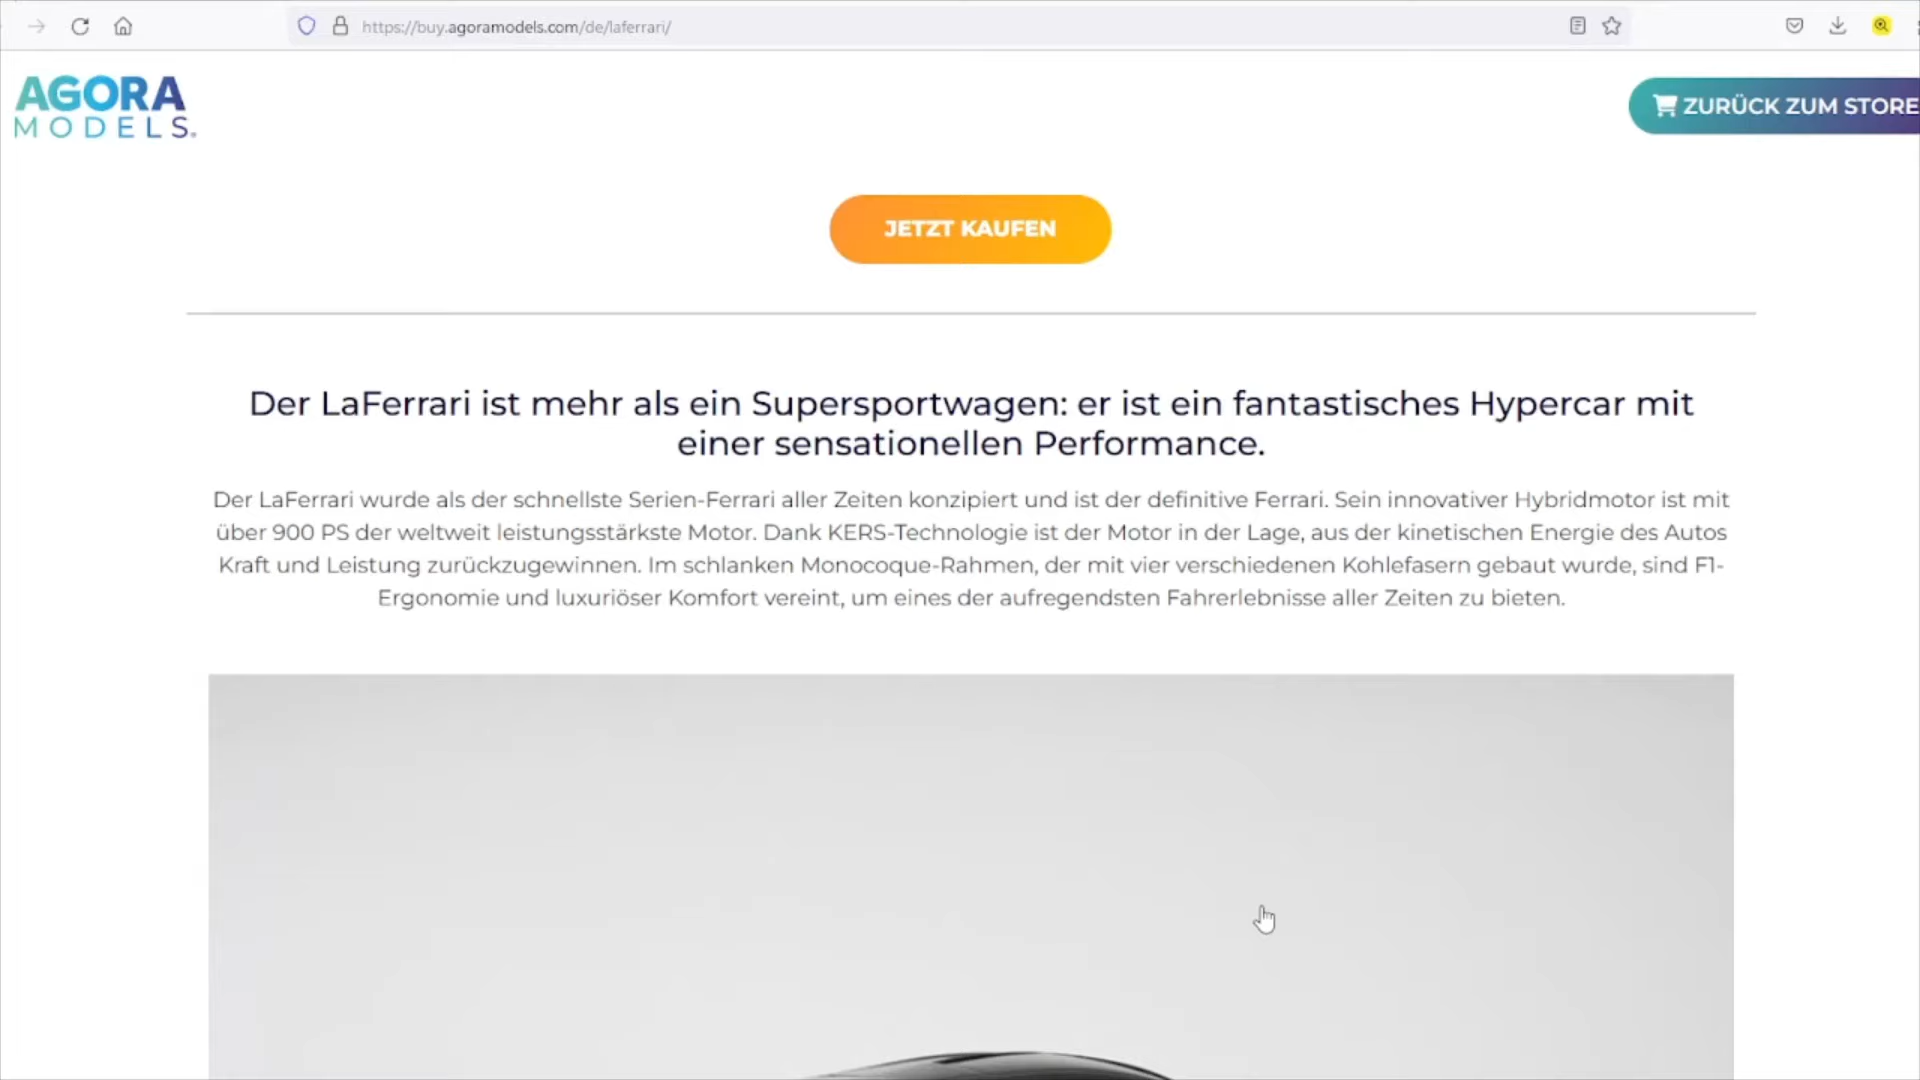 https://buy.agoramodels.com/de/laferrari/
AGORA
MODELS.
ZURÜCK ZUM STORE
JETZT KAUFEN
Der LaFerrari ist mehr als ein Supersportwagen: er ist ein fantastisches Hypercar mit
einer sensationellen Performance.
Der LaFerrari wurde als der schnellste Serien-Ferrari aller Zeiten konzipiert und ist der definitive Ferrari. Sein innovativer Hybridmotor ist mit
über 900 PS der weltweit leistungsstärkste Motor. Dank KERS-Technologie ist der Motor in der Lage, aus der kinetischen Energie des Autos
Kraft und Leistung zurückzugewinnen. Im schlanken Monocoque-Rahmen, der mit vier verschiedenen Kohlefasern gebaut wurde, sind F1-
Ergonomie und luxuriöser Komfort vereint, um eines der aufregendsten Fahrerlebnisse aller Zeiten zu bieten.